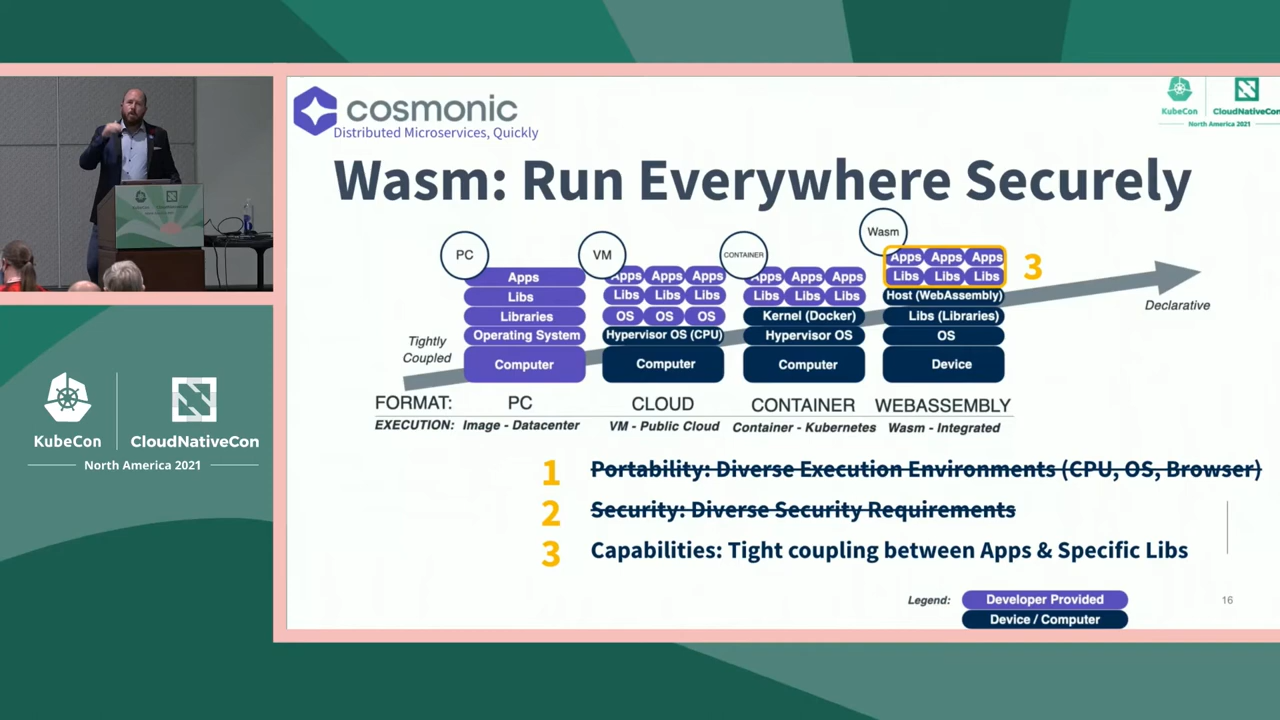 cosmonic
Distributed Microservices, Quickly
KubeCon
CloudNativeCon
North America 2021
Wasm: Run Everywhere Securely
PC
VM
CONTAINER
Wasm
Apps
Libs
Libraries
Operating System
Computer
Apps Apps Apps
Libs Libs Libs
OS OS OS
Hypervisor OS (CPU)
Computer
Apps Apps Apps
Libs Libs Libs
Kernel (Docker)
Hypervisor OS
Computer
Apps Apps Apps
Libs Libs Libs
Host (WebAssembly)
Libs (Libraries)
OS
Device
3
Tightly
Coupled
Declarative
FORMAT: PC CLOUD CONTAINER WEBASSEMBLY
EXECUTION: Image - Datacenter VM - Public Cloud Container - Kubernetes Wasm - Integrated
1 Portability: Diverse Execution Environments (CPU, OS, Browser)
2 Security: Diverse Security Requirements
3 Capabilities: Tight coupling between Apps & Specific Libs
Legend: Developer Provided
Device / Computer
16
KubeCon
CloudNativeCon
North America 2021